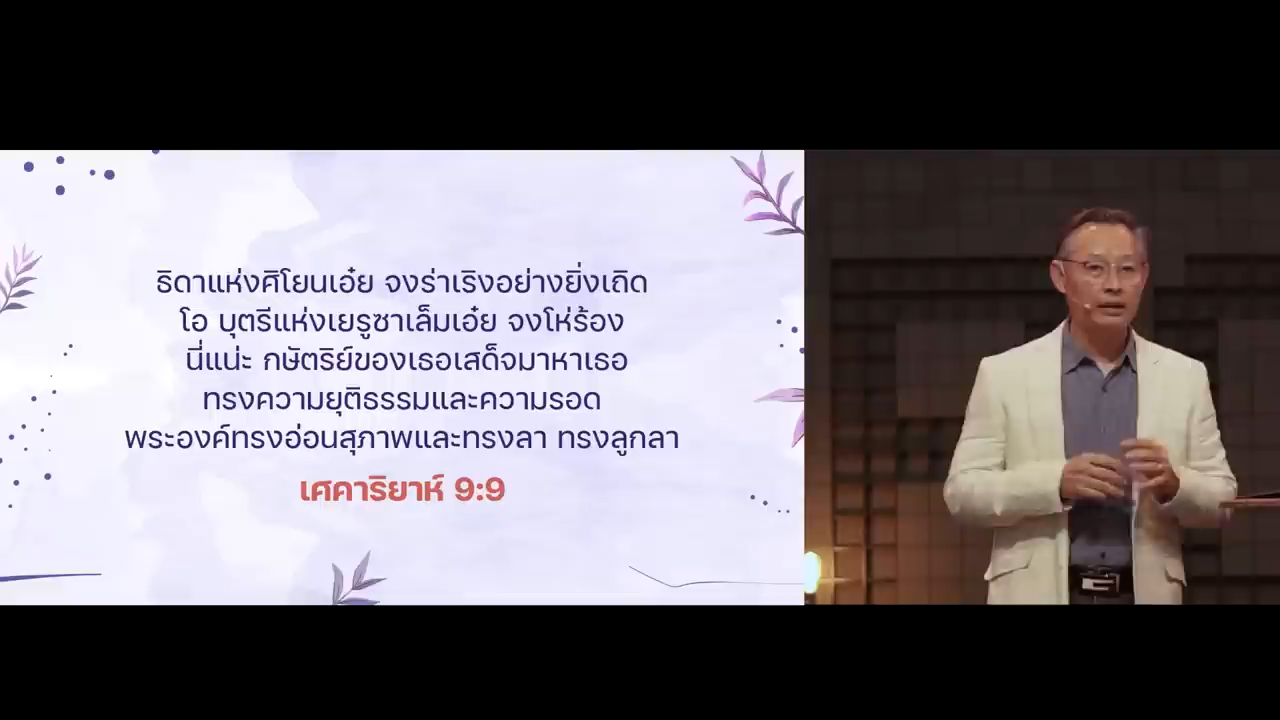 ธิดาแห่งศิโยนเอ๋ย จงร่าเริงอย่างยิ่งเถิด
โอ บุตรีแห่งเยรูซาเล็มเอ๋ย จงโห่ร้อง
นี่แน่ะ กษัตริย์ของเธอเสด็จมาหาเธอ
ทรงความยุติธรรมและความรอด
พระองค์ทรงอ่อนสุภาพและทรงลา ทรงลูกลา
เศคาริยาห์ 9:9